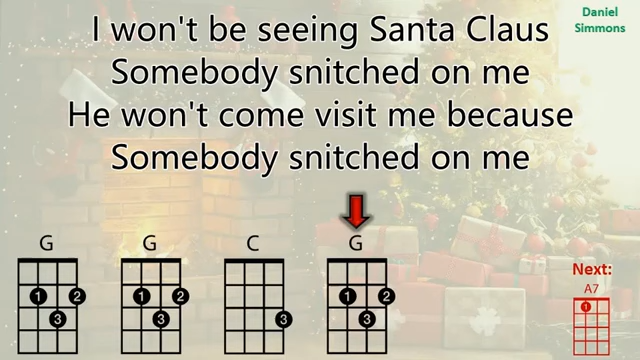 Daniel
Simmons
I won't be seeing Santa Claus
Somebody snitched on me
He won't come visit me because
Somebody snitched on me
G G C G
Next:
A7
1 2 3
1 2 3
3
1 2 3
1